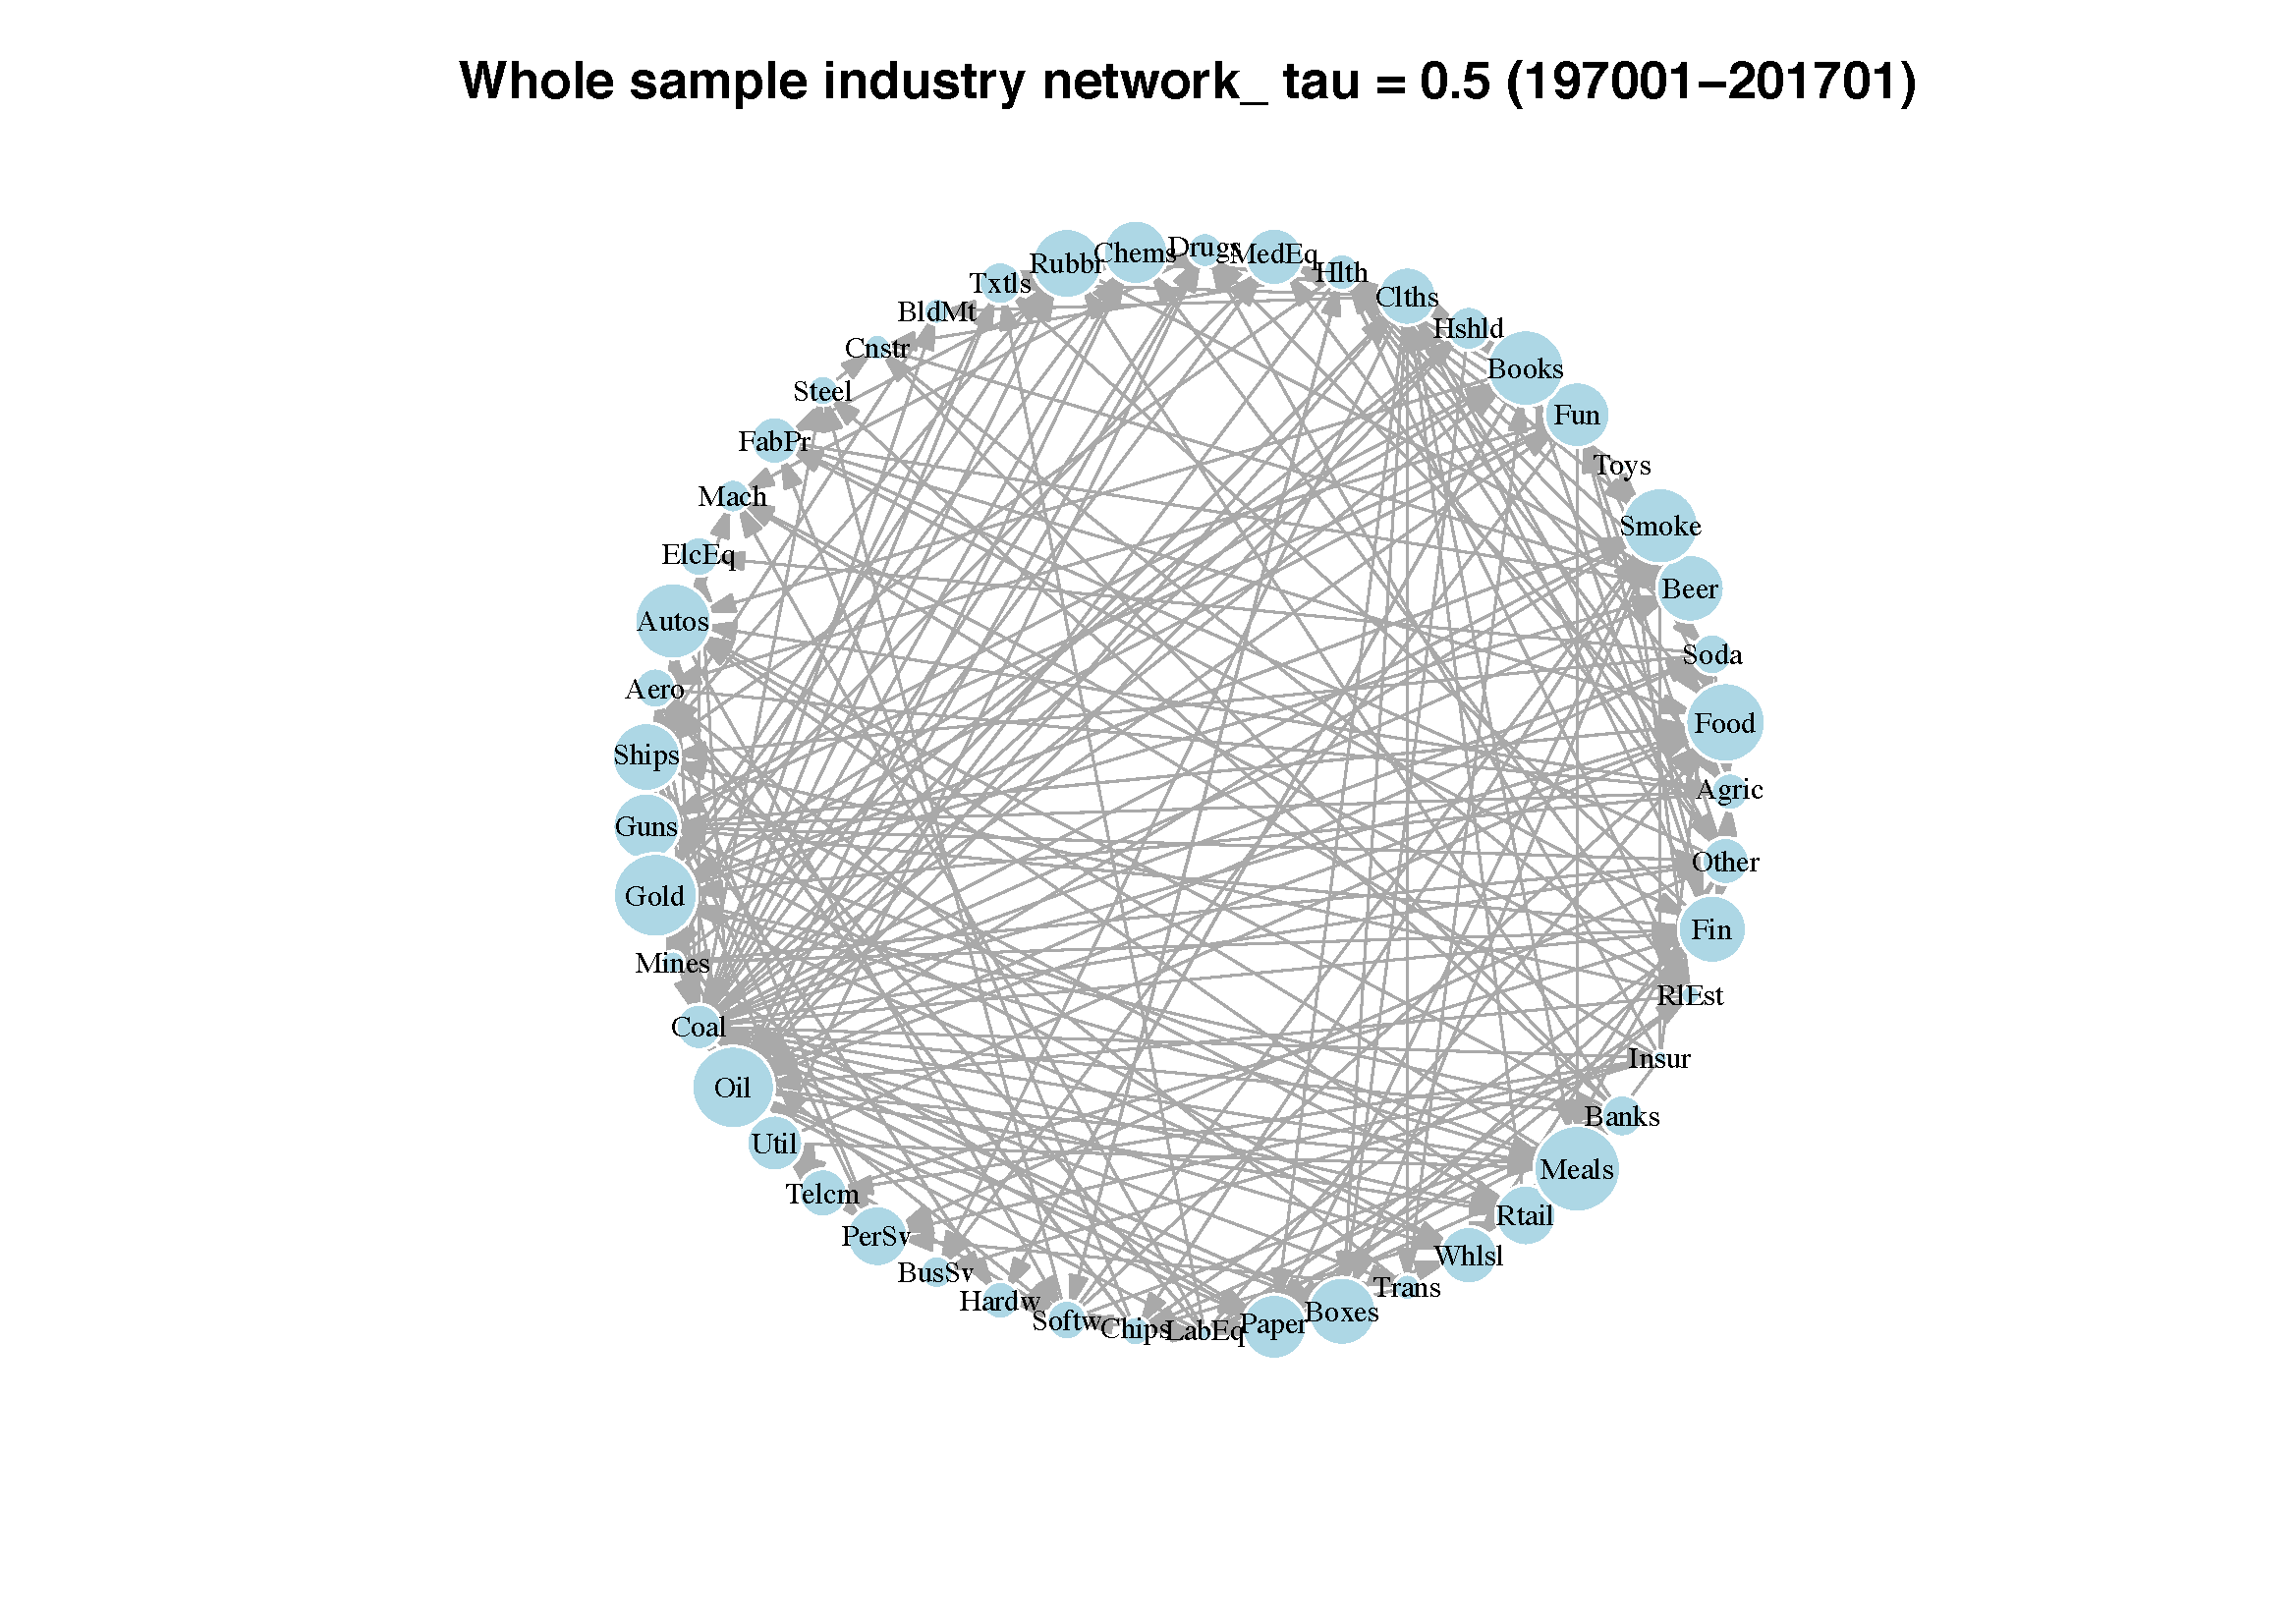 Whole sample industry network_ tau = 0.5 (197001−201701)
Drugs
MedEq
Chems
Rubbr
Hlth
Txtls
Clths
BldMt
Hshld
Cnstr
Books
Steel
Fun
FabPr
Toys
Mach
Smoke
ElcEq
Beer
Autos
Soda
Aero
Food
Ships
Agric
Guns
Other
Gold
Fin
Mines
RlEst
Coal
Insur
Oil
Banks
Util
Meals
Telcm
Rtail
PerSv
Whlsl
BusSv
Trans
Hardw
Boxes
Softw
Paper
Chips
LabEq